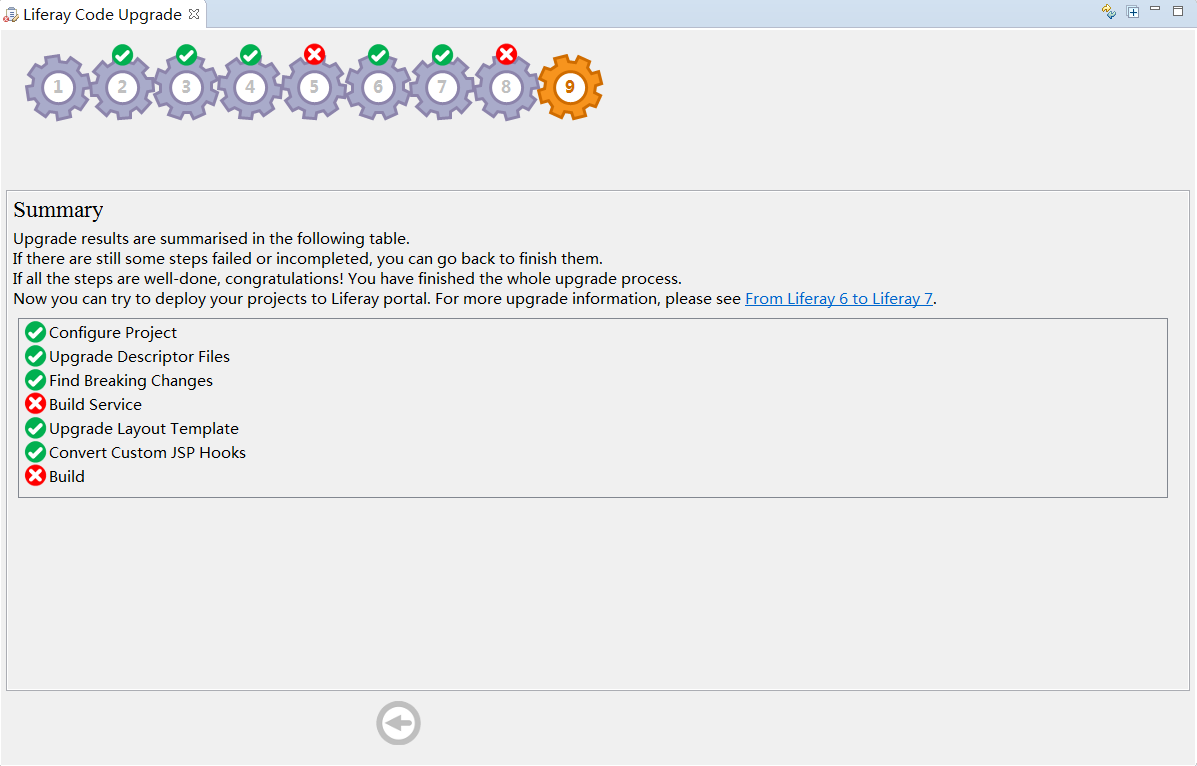 Liferay Code Upgrade
1 2 3 4 5 6 7 8 9
Summary
Upgrade results are summarised in the following table.
If there are still some steps failed or incompleted, you can go back to finish them.
If all the steps are well-done, congratulations! You have finished the whole upgrade process.
Now you can try to deploy your projects to Liferay portal. For more upgrade information, please see From Liferay 6 to Liferay 7.
Configure Project
Upgrade Descriptor Files
Find Breaking Changes
Build Service
Upgrade Layout Template
Convert Custom JSP Hooks
Build